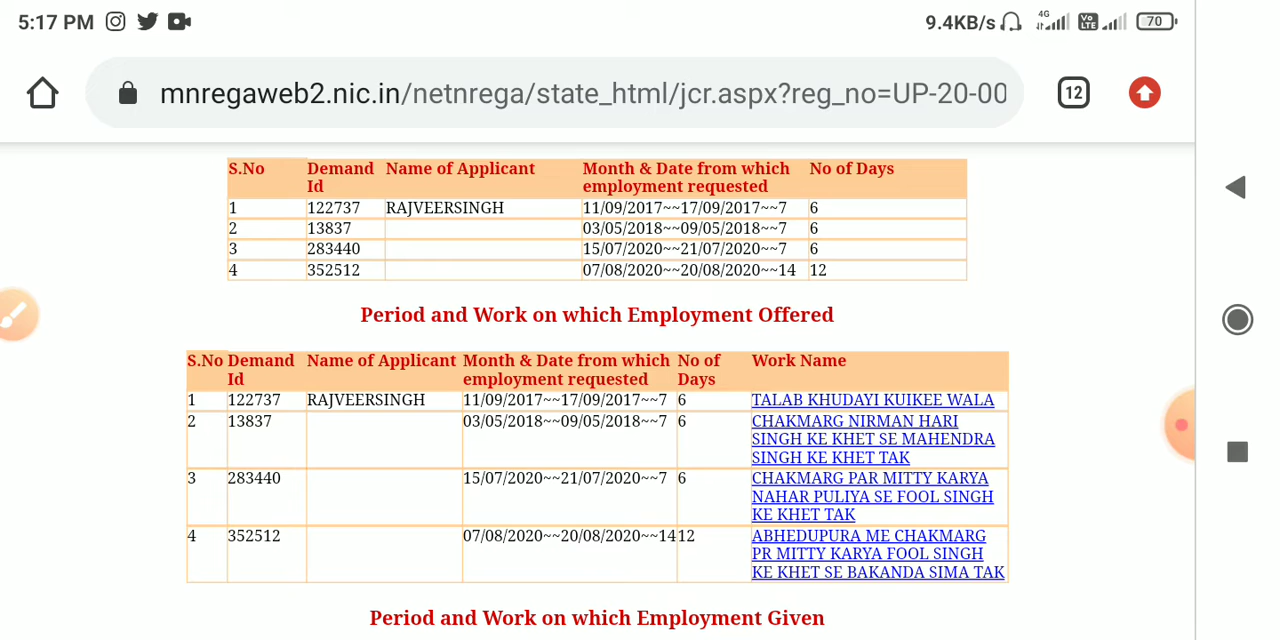 5:17 PM
9.4KB/s 4G Vo LTE 70
mnregaweb2.nic.in/netnrega/state_html/jcr.aspx?reg_no=UP-20-00
12
S.No Demand Id Name of Applicant Month & Date from which employment requested No of Days
1 122737 RAJVEERSINGH 11/09/2017~~17/09/2017~~7 6
2 13837 03/05/2018~~09/05/2018~~7 6
3 283440 15/07/2020~~21/07/2020~~7 6
4 352512 07/08/2020~~20/08/2020~~14 12
Period and Work on which Employment Offered
S.No Demand Id Name of Applicant Month & Date from which employment requested No of Days Work Name
1 122737 RAJVEERSINGH 11/09/2017~~17/09/2017~~7 6 TALAB KHUDAYI KUIKEE WALA
2 13837 03/05/2018~~09/05/2018~~7 6 CHAKMARG NIRMAN HARI
SINGH KE KHET SE MAHENDRA
SINGH KE KHET TAK
3 283440 15/07/2020~~21/07/2020~~7 6 CHAKMARG PAR MITTY KARYA
NAHAR PULIYA SE FOOL SINGH
KE KHET TAK
4 352512 07/08/2020~~20/08/2020~~14 12 ABHEDUPURA ME CHAKMARG
PR MITTY KARYA FOOL SINGH
KE KHET SE BAKANDA SIMA TAK
Period and Work on which Employment Given